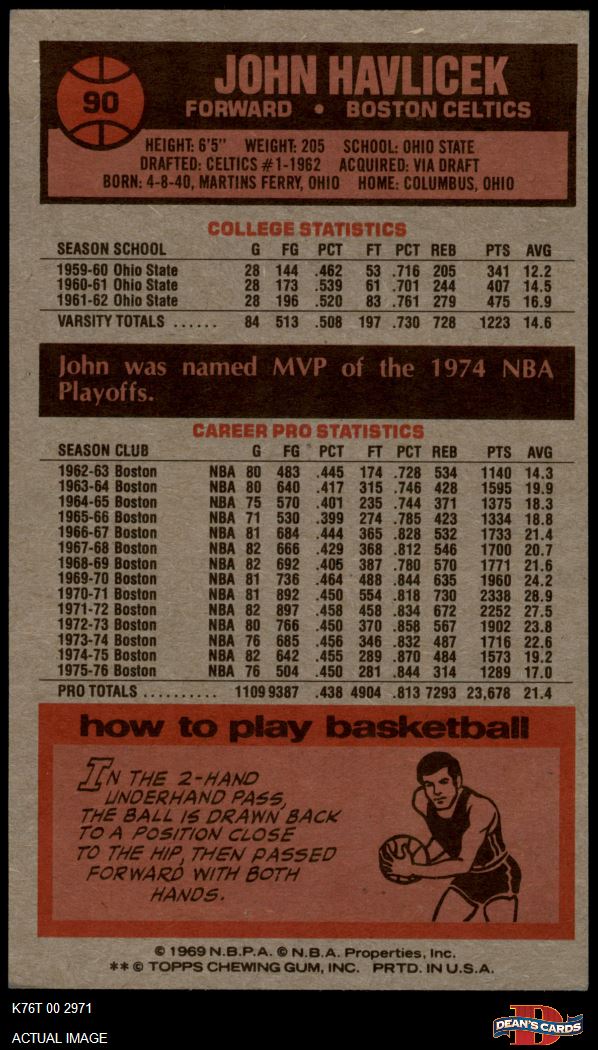 90
JOHN HAVLICEK
FORWARD • BOSTON CELTICS
HEIGHT: 6'5" WEIGHT: 205 SCHOOL: OHIO STATE
DRAFTED: CELTICS #1-1962 ACQUIRED: VIA DRAFT
BORN: 4-8-40, MARTINS FERRY, OHIO HOME: COLUMBUS, OHIO
COLLEGE STATISTICS
SEASON SCHOOL G FG PCT FT PCT REB PTS AVG
1959-60 Ohio State 28 144 .462 53 .716 205 341 12.2
1960-61 Ohio State 28 173 .539 61 .701 244 407 14.5
1961-62 Ohio State 28 196 .520 83 .761 279 475 16.9
VARSITY TOTALS ...... 84 513 .508 197 .730 728 1223 14.6
John was named MVP of the 1974 NBA
Playoffs.
CAREER PRO STATISTICS
SEASON CLUB G FG PCT FT PCT REB PTS AVG
1962-63 Boston NBA 80 483 .445 174 .728 534 1140 14.3
1963-64 Boston NBA 80 640 .417 315 .746 428 1595 19.9
1964-65 Boston NBA 75 570 .401 235 .744 371 1375 18.3
1965-66 Boston NBA 71 530 .399 274 .785 423 1334 18.8
1966-67 Boston NBA 81 684 .444 365 .828 532 1733 21.4
1967-68 Boston NBA 82 666 .429 368 .812 546 1700 20.7
1968-69 Boston NBA 82 692 .405 387 .780 570 1771 21.6
1969-70 Boston NBA 81 736 .464 488 .844 635 1960 24.2
1970-71 Boston NBA 81 892 .450 554 .818 730 2338 28.9
1971-72 Boston NBA 82 897 .458 458 .834 672 2252 27.5
1972-73 Boston NBA 80 766 .450 370 .858 567 1902 23.8
1973-74 Boston NBA 76 685 .456 346 .832 487 1716 22.6
1974-75 Boston NBA 82 642 .455 289 .870 484 1573 19.2
1975-76 Boston NBA 76 504 .450 281 .844 314 1289 17.0
PRO TOTALS .......... 1109 9387 .438 4904 .813 7293 23,678 21.4
how to play basketball
IN THE 2-HAND
UNDERHAND PASS,
THE BALL IS DRAWN BACK
TO A POSITION CLOSE
TO THE HIP, THEN PASSED
FORWARD WITH BOTH
HANDS.
© 1969 N.B.P.A. © N.B.A. Properties, Inc.
** © TOPPS CHEWING GUM, INC. PRTD. IN U.S.A.
K76T 00 2971
ACTUAL IMAGE
D
DEAN'S CARDS